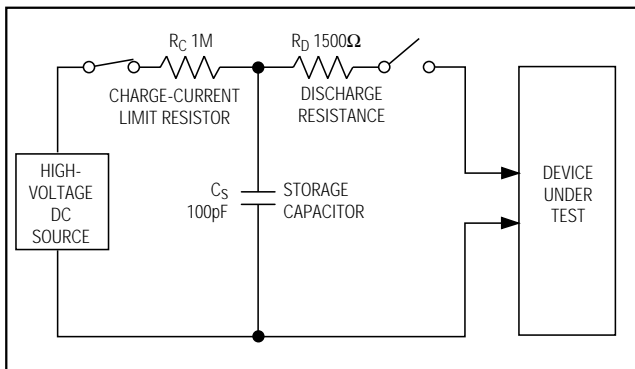 R_C 1M
CHARGE-CURRENT
LIMIT RESISTOR
R_D 1500Ω
DISCHARGE
RESISTANCE
HIGH-
VOLTAGE
DC
SOURCE
C_S
100pF
STORAGE
CAPACITOR
DEVICE
UNDER
TEST